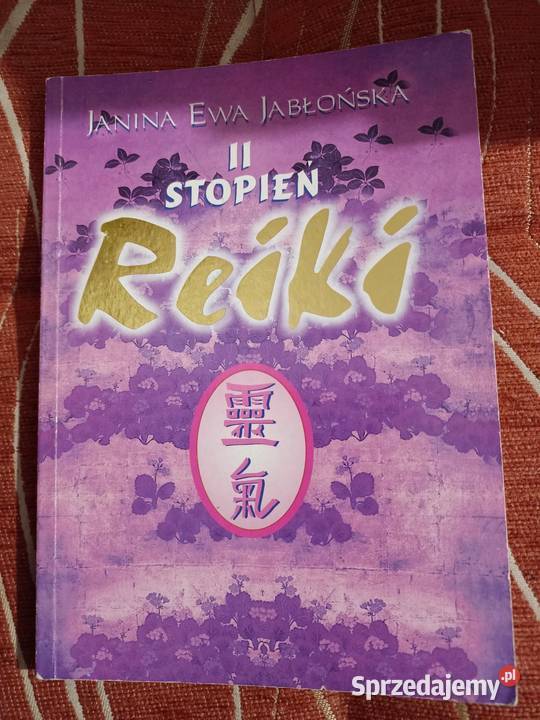 JANINA EWA JABŁOŃSKA
II
STOPIEŃ
Reiki
靈
氣
Sprzedajemy.pl